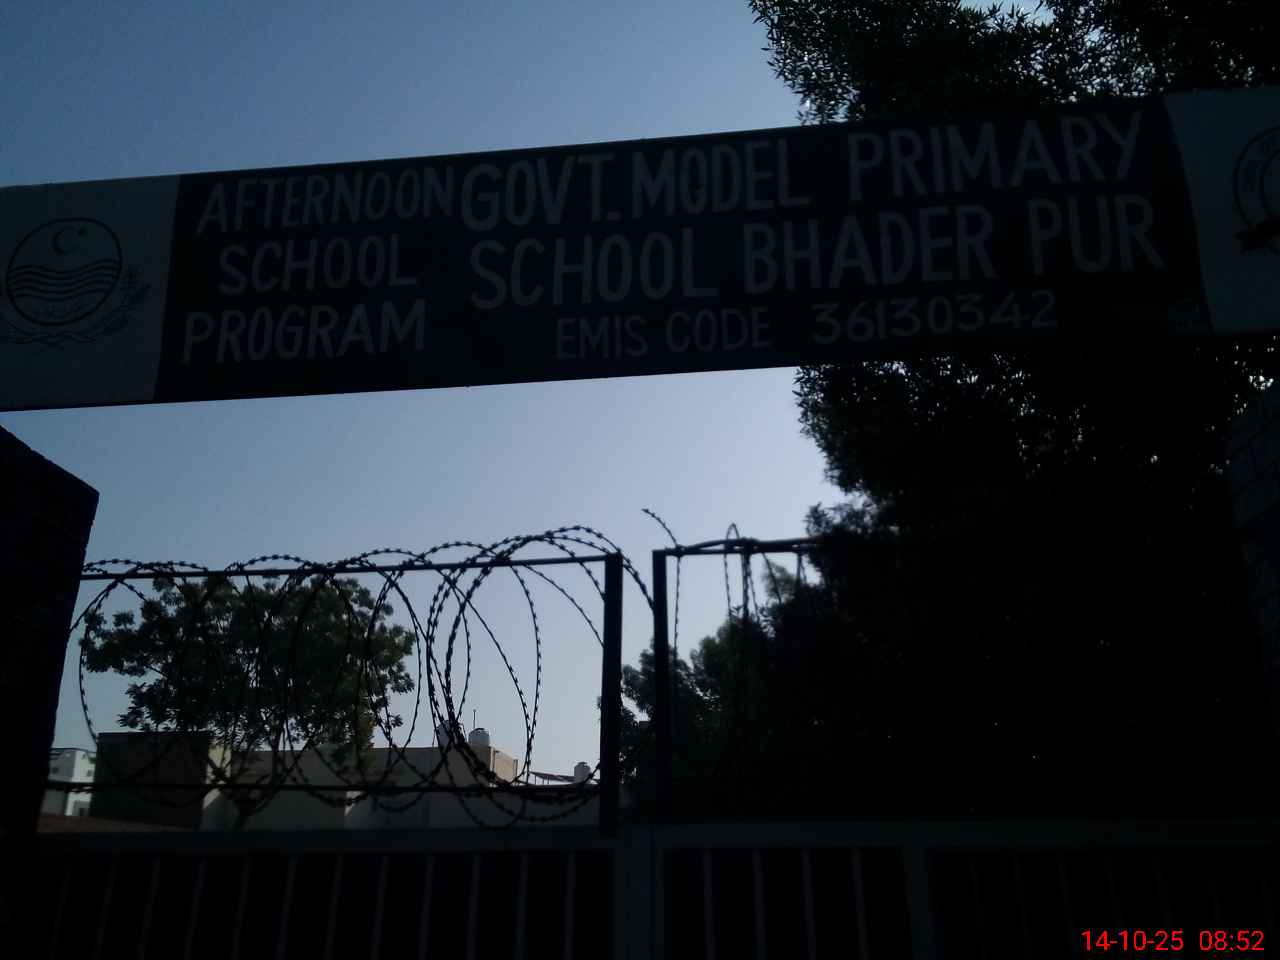 AFTERNOON
SCHOOL
PROGRAM
GOVT. MODEL PRIMARY
SCHOOL BHADER PUR
EMIS CODE 36130342
14-10-25 08:52